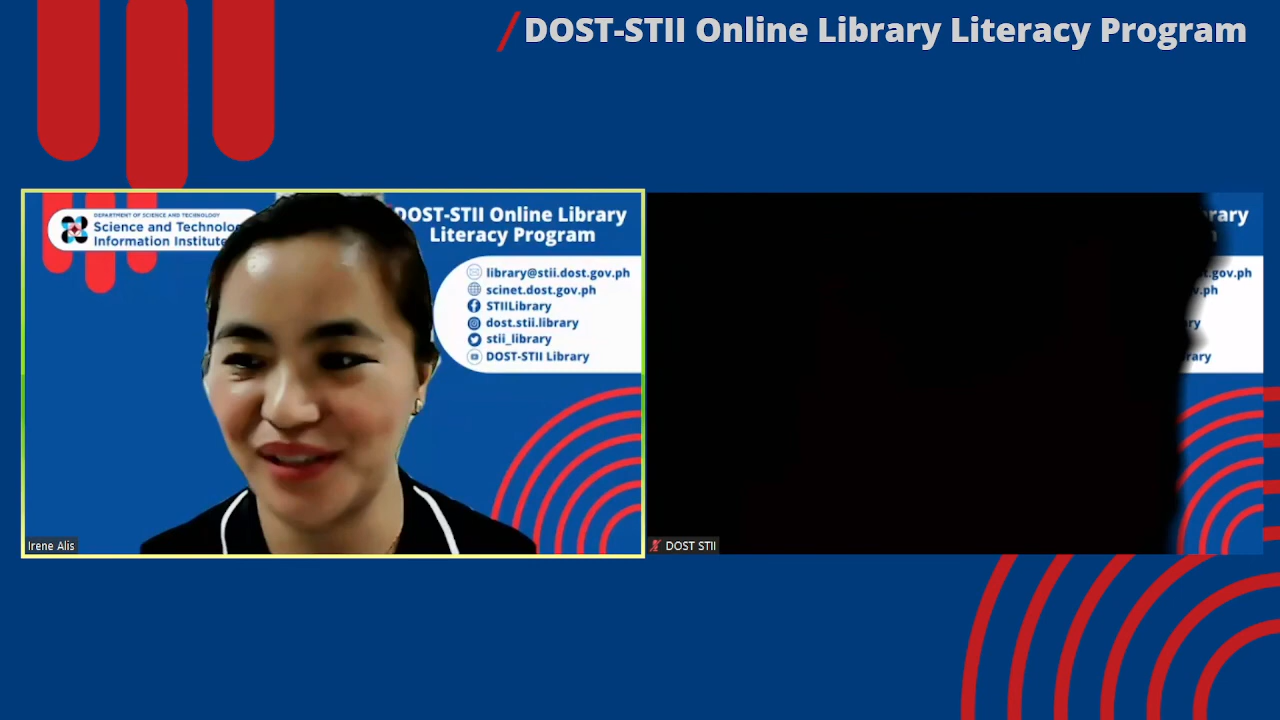 DOST-STII Online Library Literacy Program
DEPARTMENT OF SCIENCE AND TECHNOLOGY
Science and Technolo
Information Institute
DOST-STII Online Library
Literacy Program
library@stii.dost.gov.ph
scinet.dost.gov.ph
STIILibrary
dost.stii.library
stii_library
DOST-STII Library
Irene Alis
rary
t.gov.ph
ph
ry
rary
DOST STII